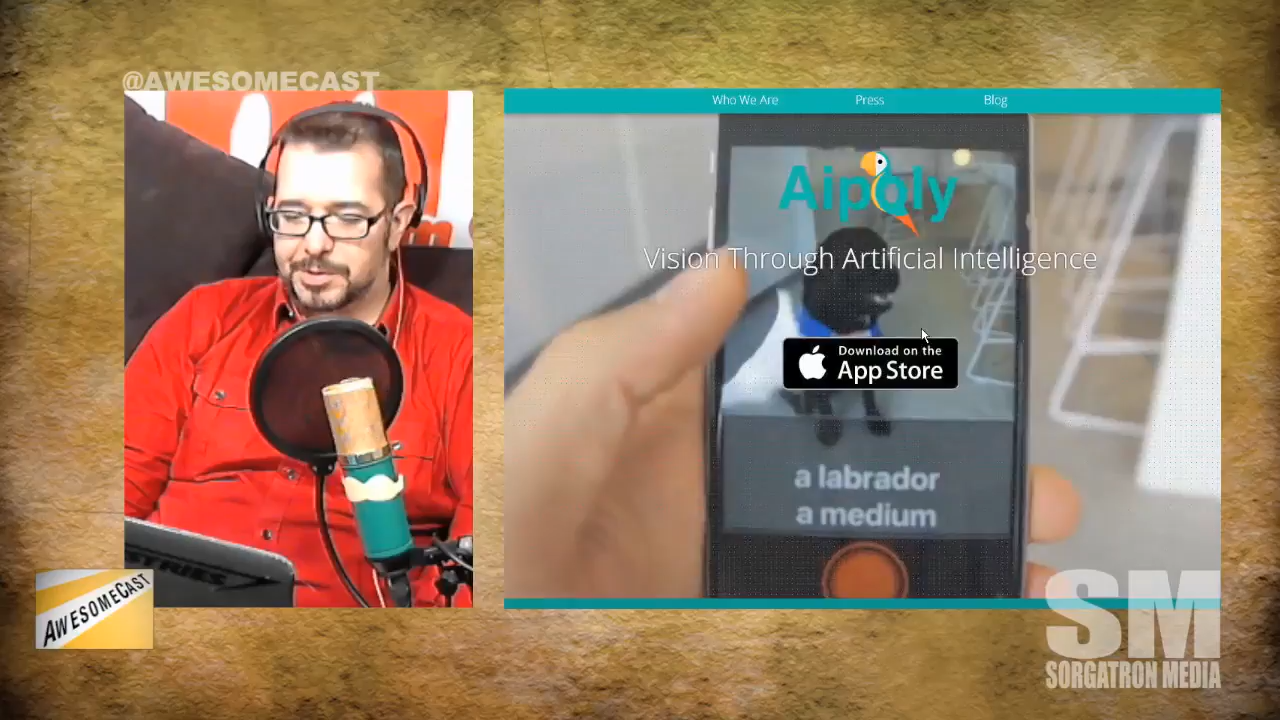 @AWESOMECAST
Who We Are
Press
Blog
Aipoly
Vision Through Artificial Intelligence
Download on the
App Store
a labrador
a medium
AWESOMECAST
SM
SORGATRON MEDIA